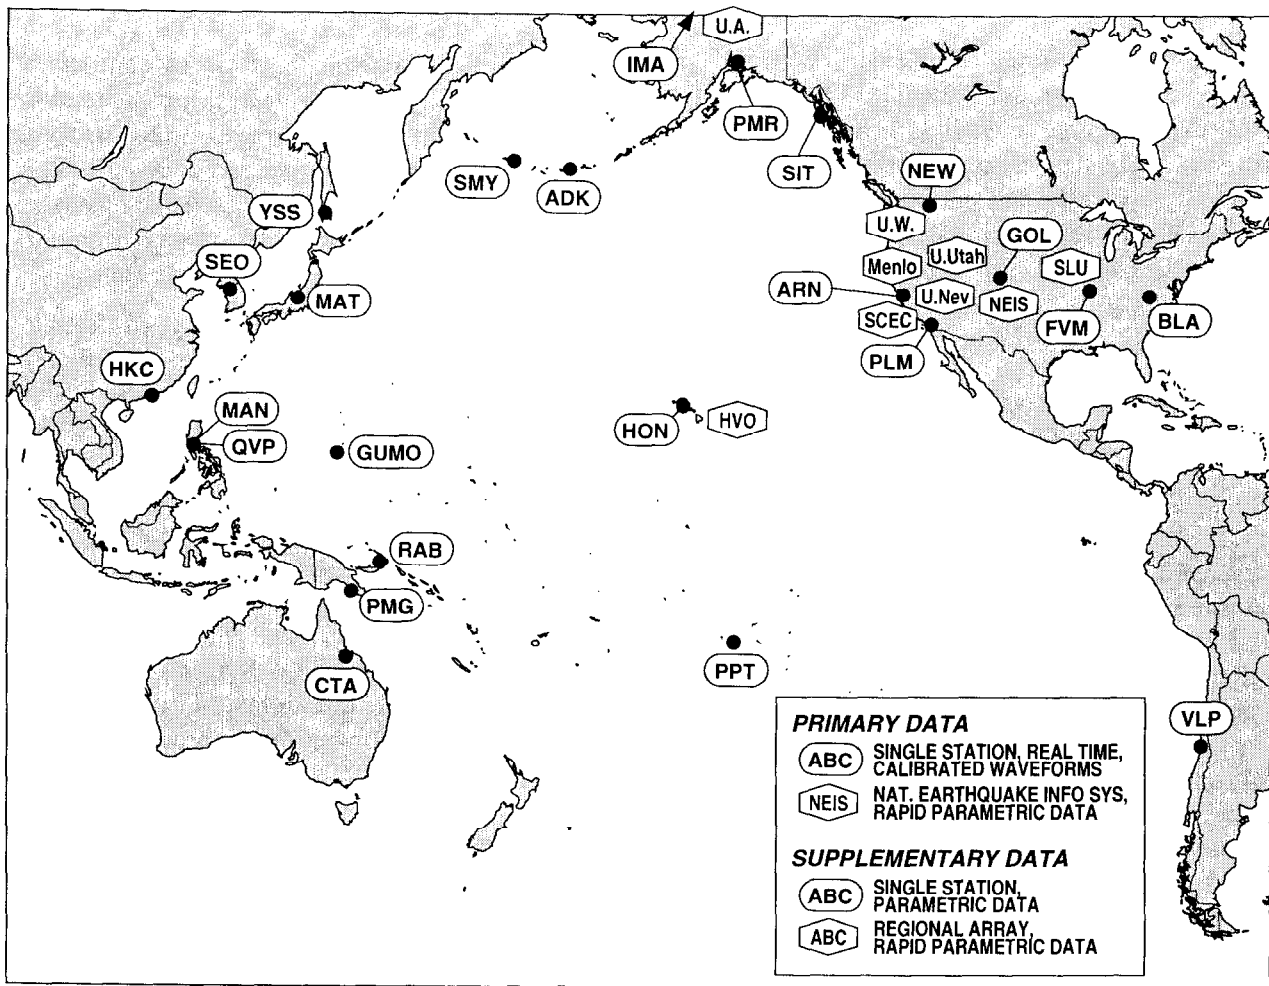 U.A.
IMA
PMR
SIT
SMY
ADK
NEW
YSS
U.W.
GOL
U.Utah
SEO
Menlo
SLU
MAT
ARN
U.Nev
NEIS
SCEC
FVM
BLA
PLM
HKC
MAN
HON
HVO
QVP
GUMO
RAB
PMG
PPT
CTA
VLP
PRIMARY DATA
ABC SINGLE STATION, REAL TIME,
CALIBRATED WAVEFORMS
NEIS NAT. EARTHQUAKE INFO SYS,
RAPID PARAMETRIC DATA
SUPPLEMENTARY DATA
ABC SINGLE STATION,
PARAMETRIC DATA
ABC REGIONAL ARRAY,
RAPID PARAMETRIC DATA